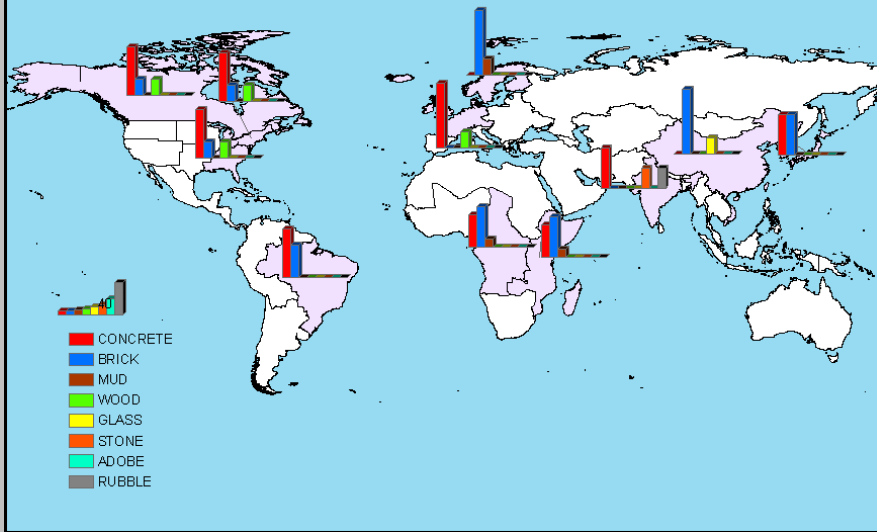 40
CONCRETE
BRICK
MUD
WOOD
GLASS
STONE
ADOBE
RUBBLE